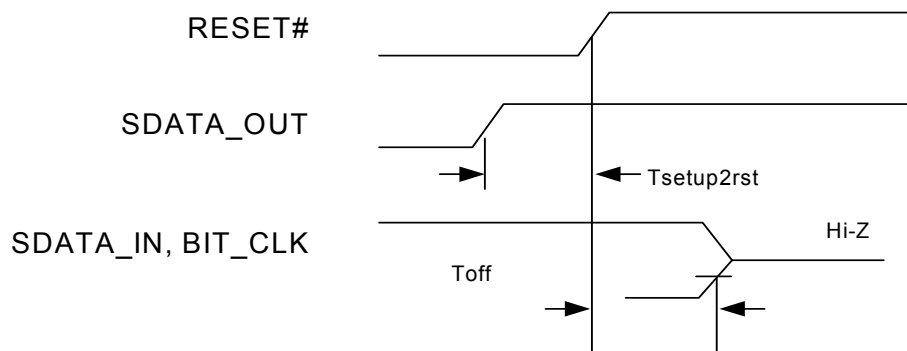 RESET#
SDATA_OUT
Tsetup2rst
SDATA_IN, BIT_CLK
Hi-Z
Toff